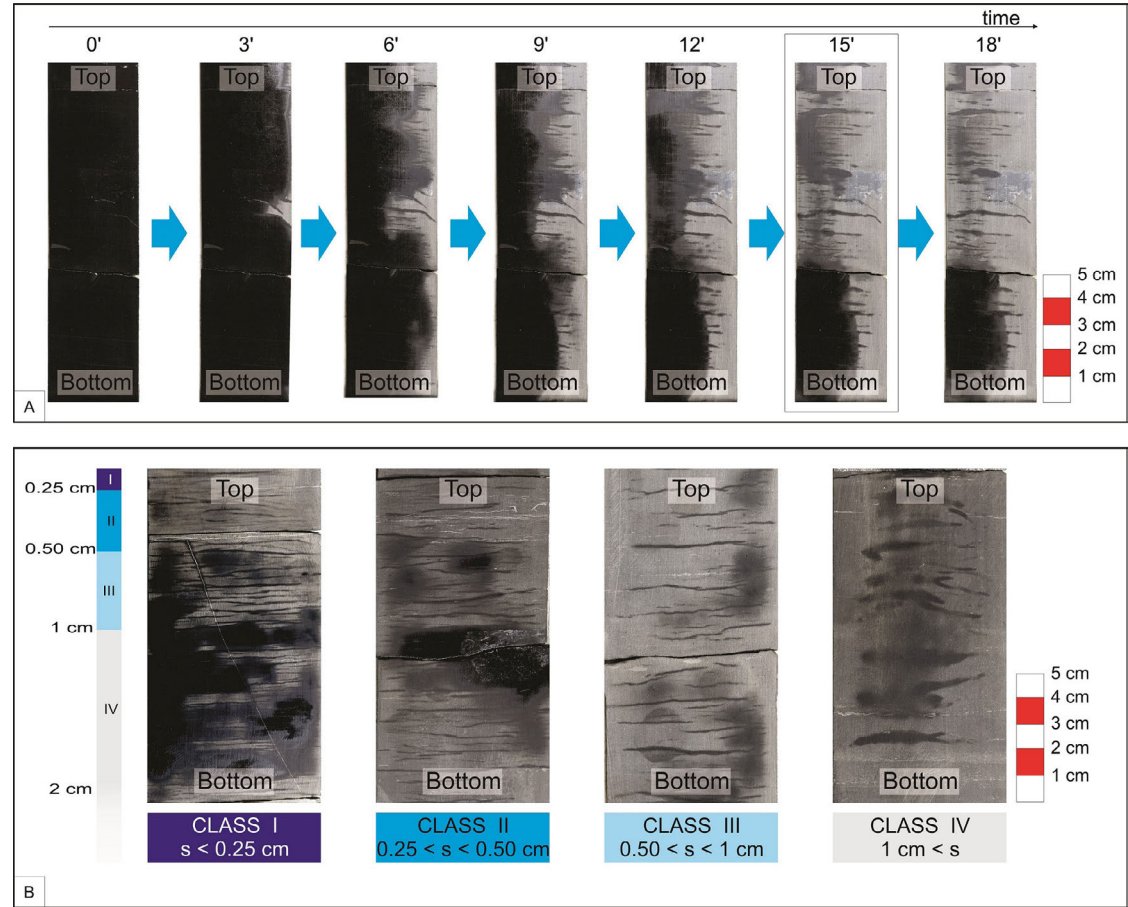 time
0' 3' 6' 9' 12' 15' 18'
Top Top Top Top Top Top Top
5 cm
4 cm
3 cm
2 cm
1 cm
Bottom Bottom Bottom Bottom Bottom Bottom Bottom
A
I
0.25 cm
II
0.50 cm
III
1 cm
IV
2 cm
Top Top Top Top
5 cm
4 cm
3 cm
2 cm
1 cm
Bottom Bottom Bottom Bottom
CLASS I
s < 0.25 cm
CLASS II
0.25 < s < 0.50 cm
CLASS III
0.50 < s < 1 cm
CLASS IV
1 cm < s
B